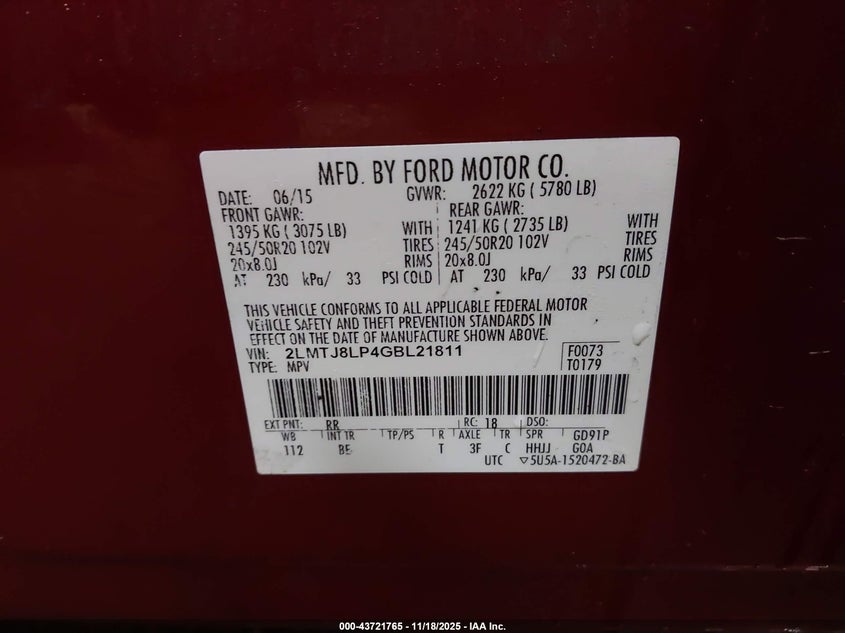 MFD. BY FORD MOTOR CO.
DATE: 06/15 GVWR: 2622 KG ( 5780 LB)
FRONT GAWR: REAR GAWR:
1395 KG ( 3075 LB) WITH 1241 KG ( 2735 LB) WITH
245/50R20 102V TIRES 245/50R20 102V TIRES
20x8.0J RIMS 20x8.0J RIMS
AT 230 kPa/ 33 PSI COLD AT 230 kPa/ 33 PSI COLD
THIS VEHICLE CONFORMS TO ALL APPLICABLE FEDERAL MOTOR
VEHICLE SAFETY AND THEFT PREVENTION STANDARDS IN
EFFECT ON THE DATE OF MANUFACTURE SHOWN ABOVE.
VIN: 2LMTJ8LP4GBL21811 F0073
TYPE: MPV T0179
EXT PNT: RR RC: 18 DSO:
WB INT TR TP/PS R AXLE TR SPR GD91P
112 BE T 3F C HHJJ G0A
UTC ▽5U5A-1520472-BA
000-43721765 - 11/18/2025 - IAA Inc.